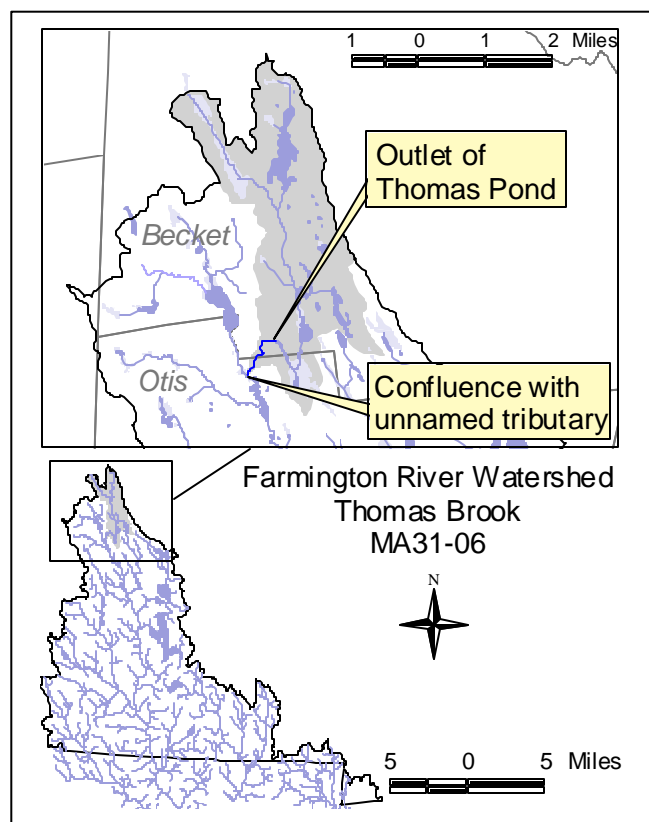 1 0 1 2 Miles
Outlet of
Thomas Pond
Becket
Otis
Confluence with
unnamed tributary
Farmington River Watershed
Thomas Brook
MA31-06
N
5 0 5 Miles